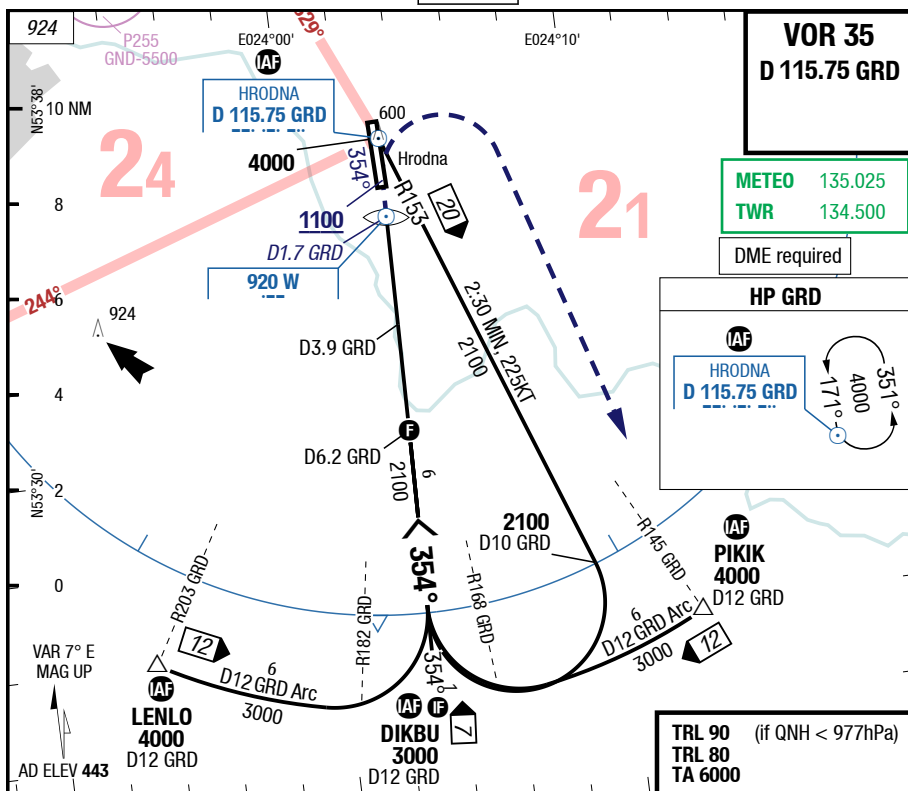 924
P255
GND-5500
E024°00'
E024°10'
329°
IAF
HRODNA
D 115.75 GRD
VOR 35
D 115.75 GRD
N53°38'
10 NM
600
4000
354°
Hrodna
24
21
R153
20
METEO 135.025
TWR 134.500
8
1100
D1.7 GRD
920 W
DME required
HP GRD
IAF
HRODNA
D 115.75 GRD
171°
4000
351°
6
244°
924
D3.9 GRD
2:30 MIN, 225KT
2100
4
F
D6.2 GRD
6
2100
N53°30'
2
2100
D10 GRD
354°
R145 GRD
IAF
PIKIK
4000
D12 GRD
0
R203 GRD
R182 GRD
R168 GRD
12
6
D12 GRD Arc
3000
6
D12 GRD Arc
3000
12
VAR 7° E
MAG UP
IAF
LENLO
4000
D12 GRD
354°
1
IAF
IF
7
DIKBU
3000
D12 GRD
AD ELEV 443
TRL 90 (if QNH < 977hPa)
TRL 80
TA 6000